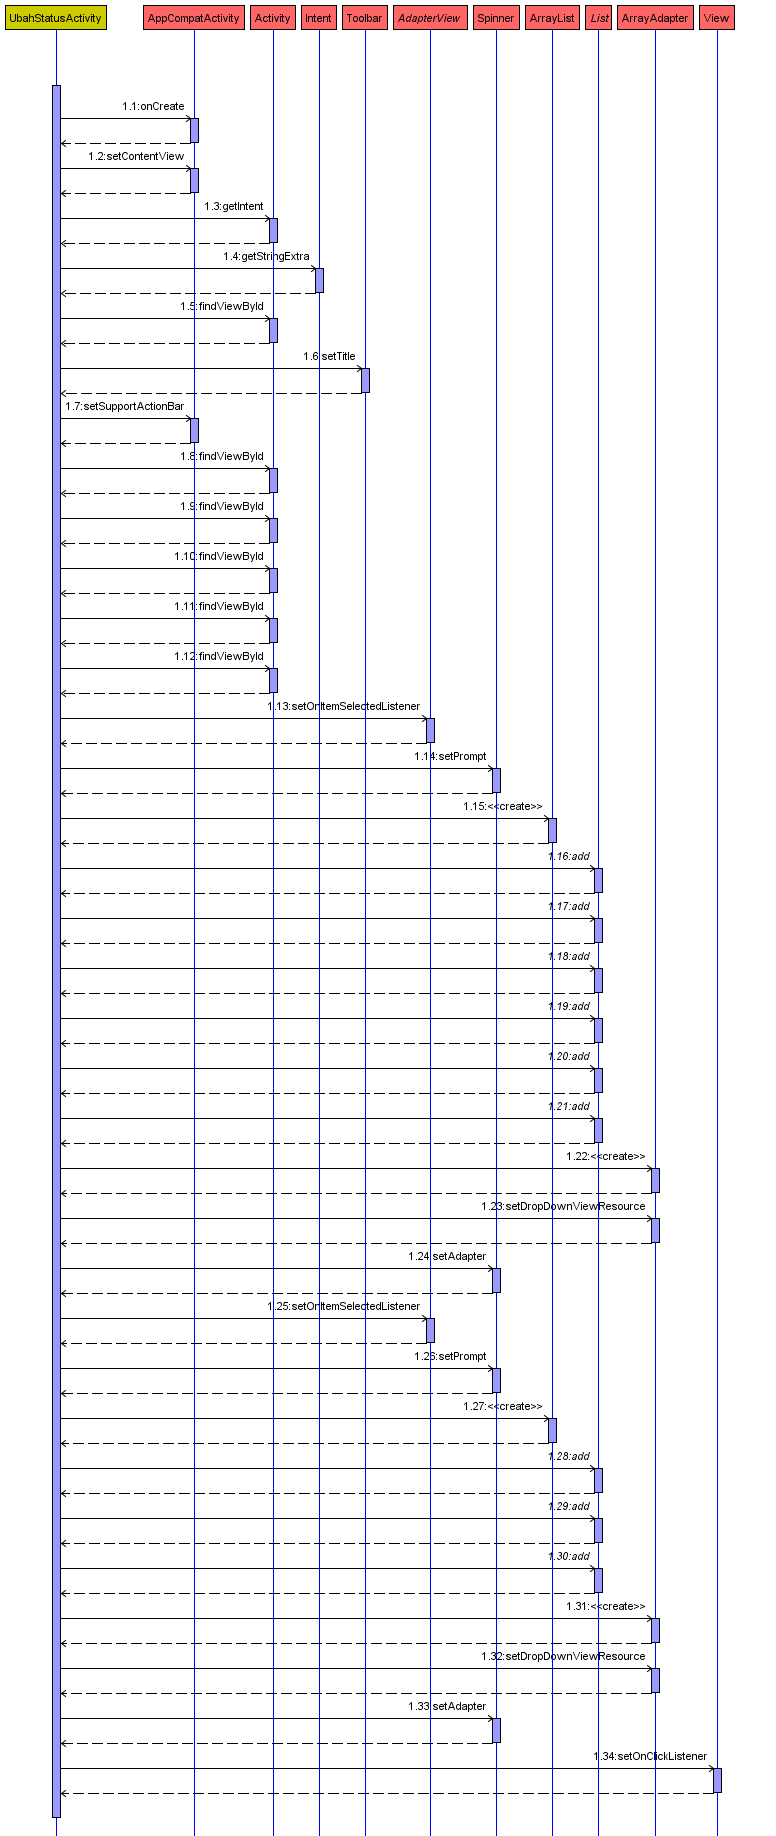 UbahStatusActivity AppCompatActivity Activity Intent Toolbar AdapterView Spinner ArrayList List ArrayAdapter View
1.1:onCreate
1.2:setContentView
1.3:getIntent
1.4:getStringExtra
1.5:findViewById
1.6:setTitle
1.7:setSupportActionBar
1.8:findViewById
1.9:findViewById
1.10:findViewById
1.11:findViewById
1.12:findViewById
1.13:setOnItemSelectedListener
1.14:setPrompt
1.15:<<create>>
1.16:add
1.17:add
1.18:add
1.19:add
1.20:add
1.21:add
1.22:<<create>>
1.23:setDropDownViewResource
1.24:setAdapter
1.25:setOnItemSelectedListener
1.26:setPrompt
1.27:<<create>>
1.28:add
1.29:add
1.30:add
1.31:<<create>>
1.32:setDropDownViewResource
1.33:setAdapter
1.34:setOnClickListener